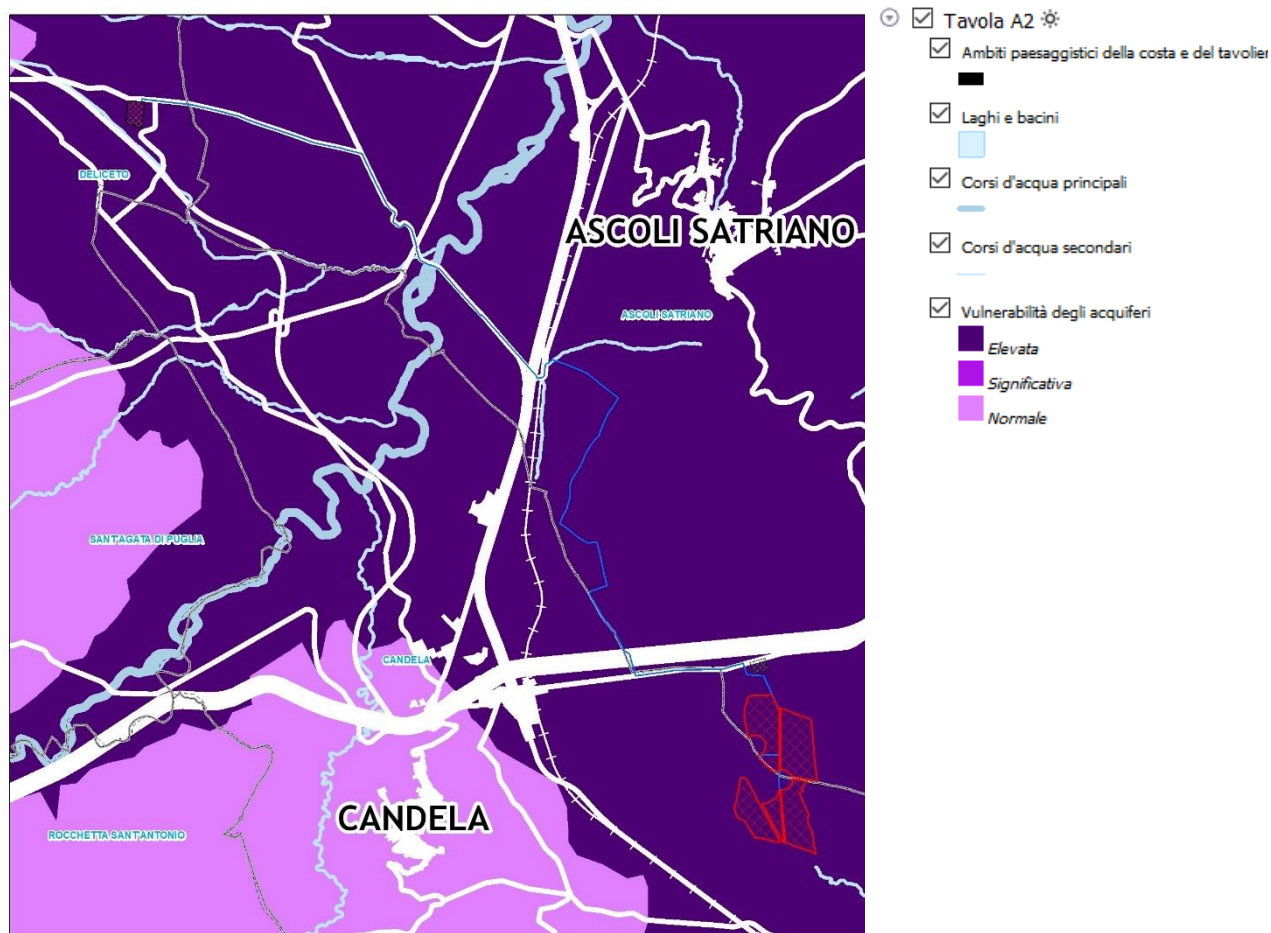 DELICETO
ASCOLI SATRIANO
ASCOLI SATRIANO
SANT'AGATA DI PUGLIA
CANDELA
CANDELA
ROCCHETTA SANT'ANTONIO
Tavola A2
Ambiti paesaggistici della costa e del tavolier
Laghi e bacini
Corsi d'acqua principali
Corsi d'acqua secondari
Vulnerabilità degli acquiferi
Elevata
Significativa
Normale